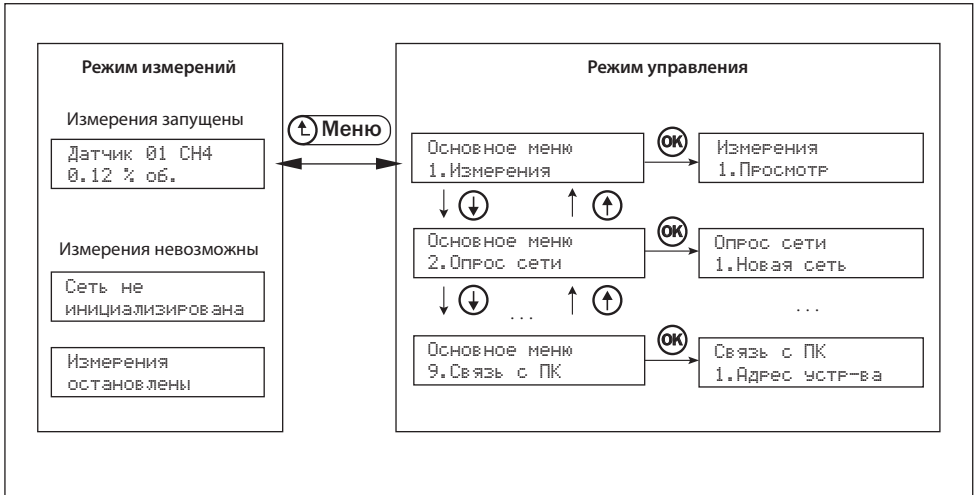 Режим измерений
Измерения запущены
Датчик 01 CH4
0.12 % об.
Измерения невозможны
Сеть не
инициализирована
Измерения
остановлены
Меню
Режим управления
Основное меню
1.Измерения
OK
Измерения
1.Просмотр
Основное меню
2.Опрос сети
OK
Опрос сети
1.Новая сеть
...
...
Основное меню
9.Связь с ПК
OK
Связь с ПК
1.Адрес устр-ва